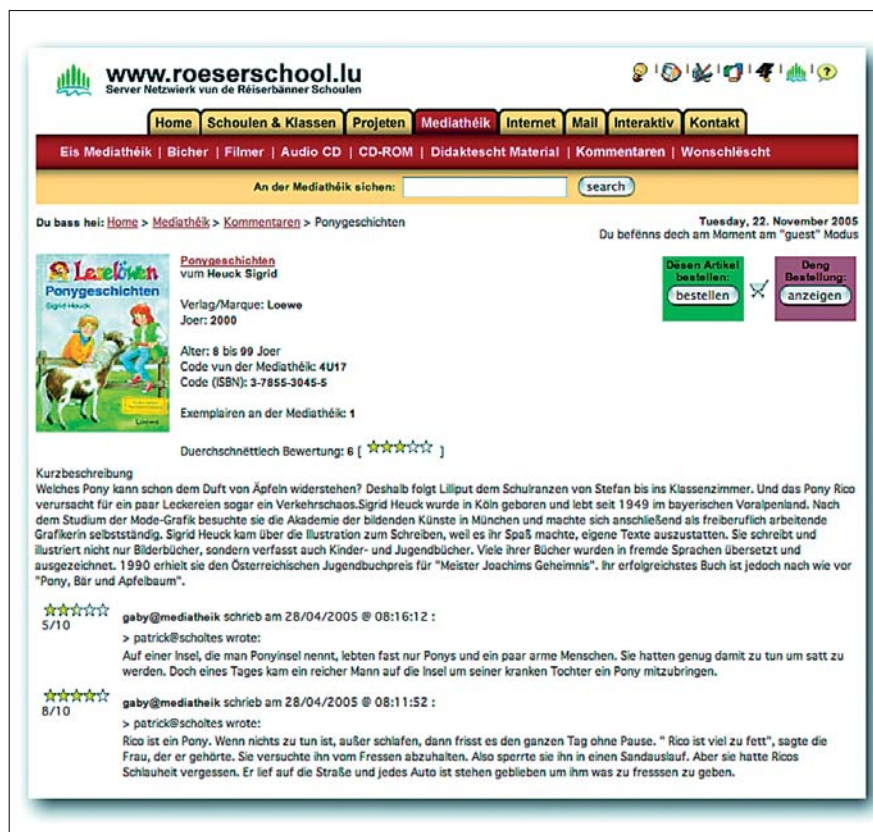 www.roeserschool.lu
Server Netzwierk vun de Réiserbänner Schoulen
Home Schoulen & Klassen Projeten Mediathéik Internet Mail Interaktiv Kontakt
Eis Mediathéik | Bicher | Filmer | Audio CD | CD-ROM | Didaktescht Material | Kommentaren | Wonschlëscht
An der Mediathéik sichen: search
Du bass hei: Home > Mediathéik > Kommentaren > Ponygeschichten
Tuesday, 22. November 2005
Du befënns dech am Moment am "guest" Modus
Leselöwen
Ponygeschichten
Sigrid Heuck
Loewe
Ponygeschichten
vum Heuck Sigrid
Verlag/Marque: Loewe
Joer: 2000
Alter: 8 bis 99 Joer
Code vun der Mediathéik: 4U17
Code (ISBN): 3-7855-3045-5
Exemplairen an der Mediathéik: 1
Duerchschnëttlech Bewertung: 6 [ ]
Dësen Artikel
bestellen:
bestellen
Deng
Bestellung:
anzeigen
Kurzbeschreibung
Welches Pony kann schon dem Duft von Äpfeln widerstehen? Deshalb folgt Liliput dem Schulranzen von Stefan bis ins Klassenzimmer. Und das Pony Rico
verursacht für ein paar Leckereien sogar ein Verkehrschaos.Sigrid Heuck wurde in Köln geboren und lebt seit 1949 im bayerischen Voralpenland. Nach
dem Studium der Mode-Grafik besuchte sie die Akademie der bildenden Künste in München und machte sich anschließend als freiberuflich arbeitende
Grafikerin selbstständig. Sigrid Heuck kam über die Illustration zum Schreiben, weil es ihr Spaß machte, eigene Texte auszustatten. Sie schreibt und
illustriert nicht nur Bilderbücher, sondern verfasst auch Kinder- und Jugendbücher. Viele ihrer Bücher wurden in fremde Sprachen übersetzt und
ausgezeichnet. 1990 erhielt sie den Österreichischen Jugendbuchpreis für "Meister Joachims Geheimnis". Ihr erfolgreichstes Buch ist jedoch nach wie vor
"Pony, Bär und Apfelbaum".
5/10
gaby@mediatheik schrieb am 28/04/2005 @ 08:16:12 :
> patrick@scholtes wrote:
Auf einer Insel, die man Ponyinsel nennt, lebten fast nur Ponys und ein paar arme Menschen. Sie hatten genug damit zu tun um satt zu
werden. Doch eines Tages kam ein reicher Mann auf die Insel um seiner kranken Tochter ein Pony mitzubringen.
8/10
gaby@mediatheik schrieb am 28/04/2005 @ 08:11:52 :
> patrick@scholtes wrote:
Rico ist ein Pony. Wenn nichts zu tun ist, außer schlafen, dann frisst es den ganzen Tag ohne Pause. " Rico ist viel zu fett", sagte die
Frau, der er gehörte. Sie versuchte ihn vom Fressen abzuhalten. Also sperrte sie ihn in einen Sandauslauf. Aber sie hatte Ricos
Schlauheit vergessen. Er lief auf die Straße und jedes Auto ist stehen geblieben um ihm was zu fresssen zu geben.